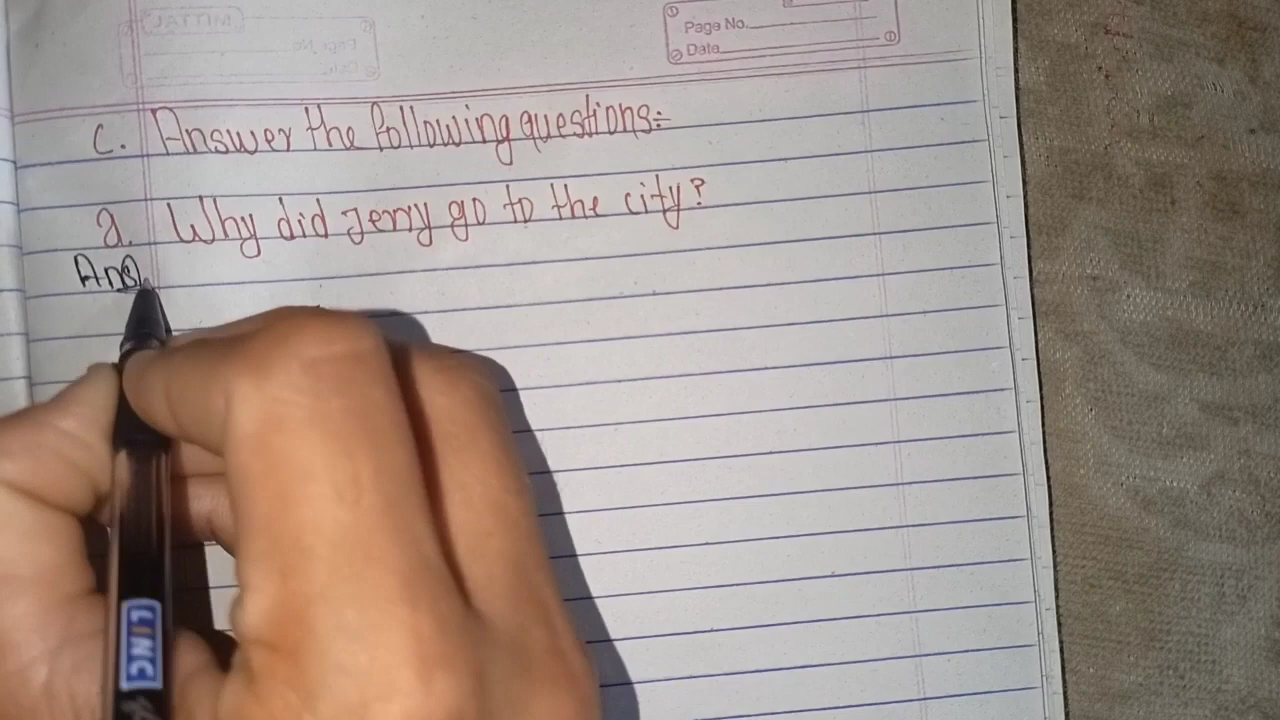 Page No.
Date
C. Answer the following questions:-
a. Why did Jerry go to the city?
Ans
LINC